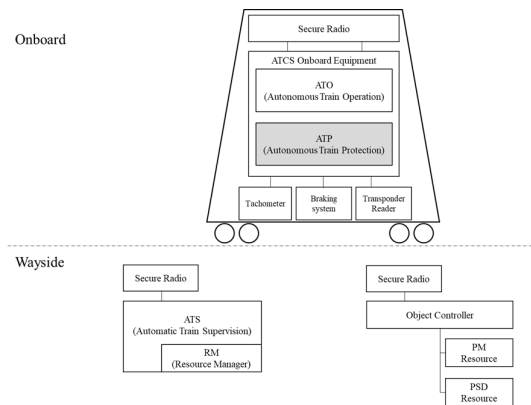 Onboard
Secure Radio
ATCS Onboard Equipment
ATO
(Autonomous Train Operation)
ATP
(Autonomous Train Protection)
Tachometer
Braking
system
Transponder
Reader
Wayside
Secure Radio
ATS
(Automatic Train Supervision)
RM
(Resource Manager)
Secure Radio
Object Controller
PM
Resource
PSD
Resource